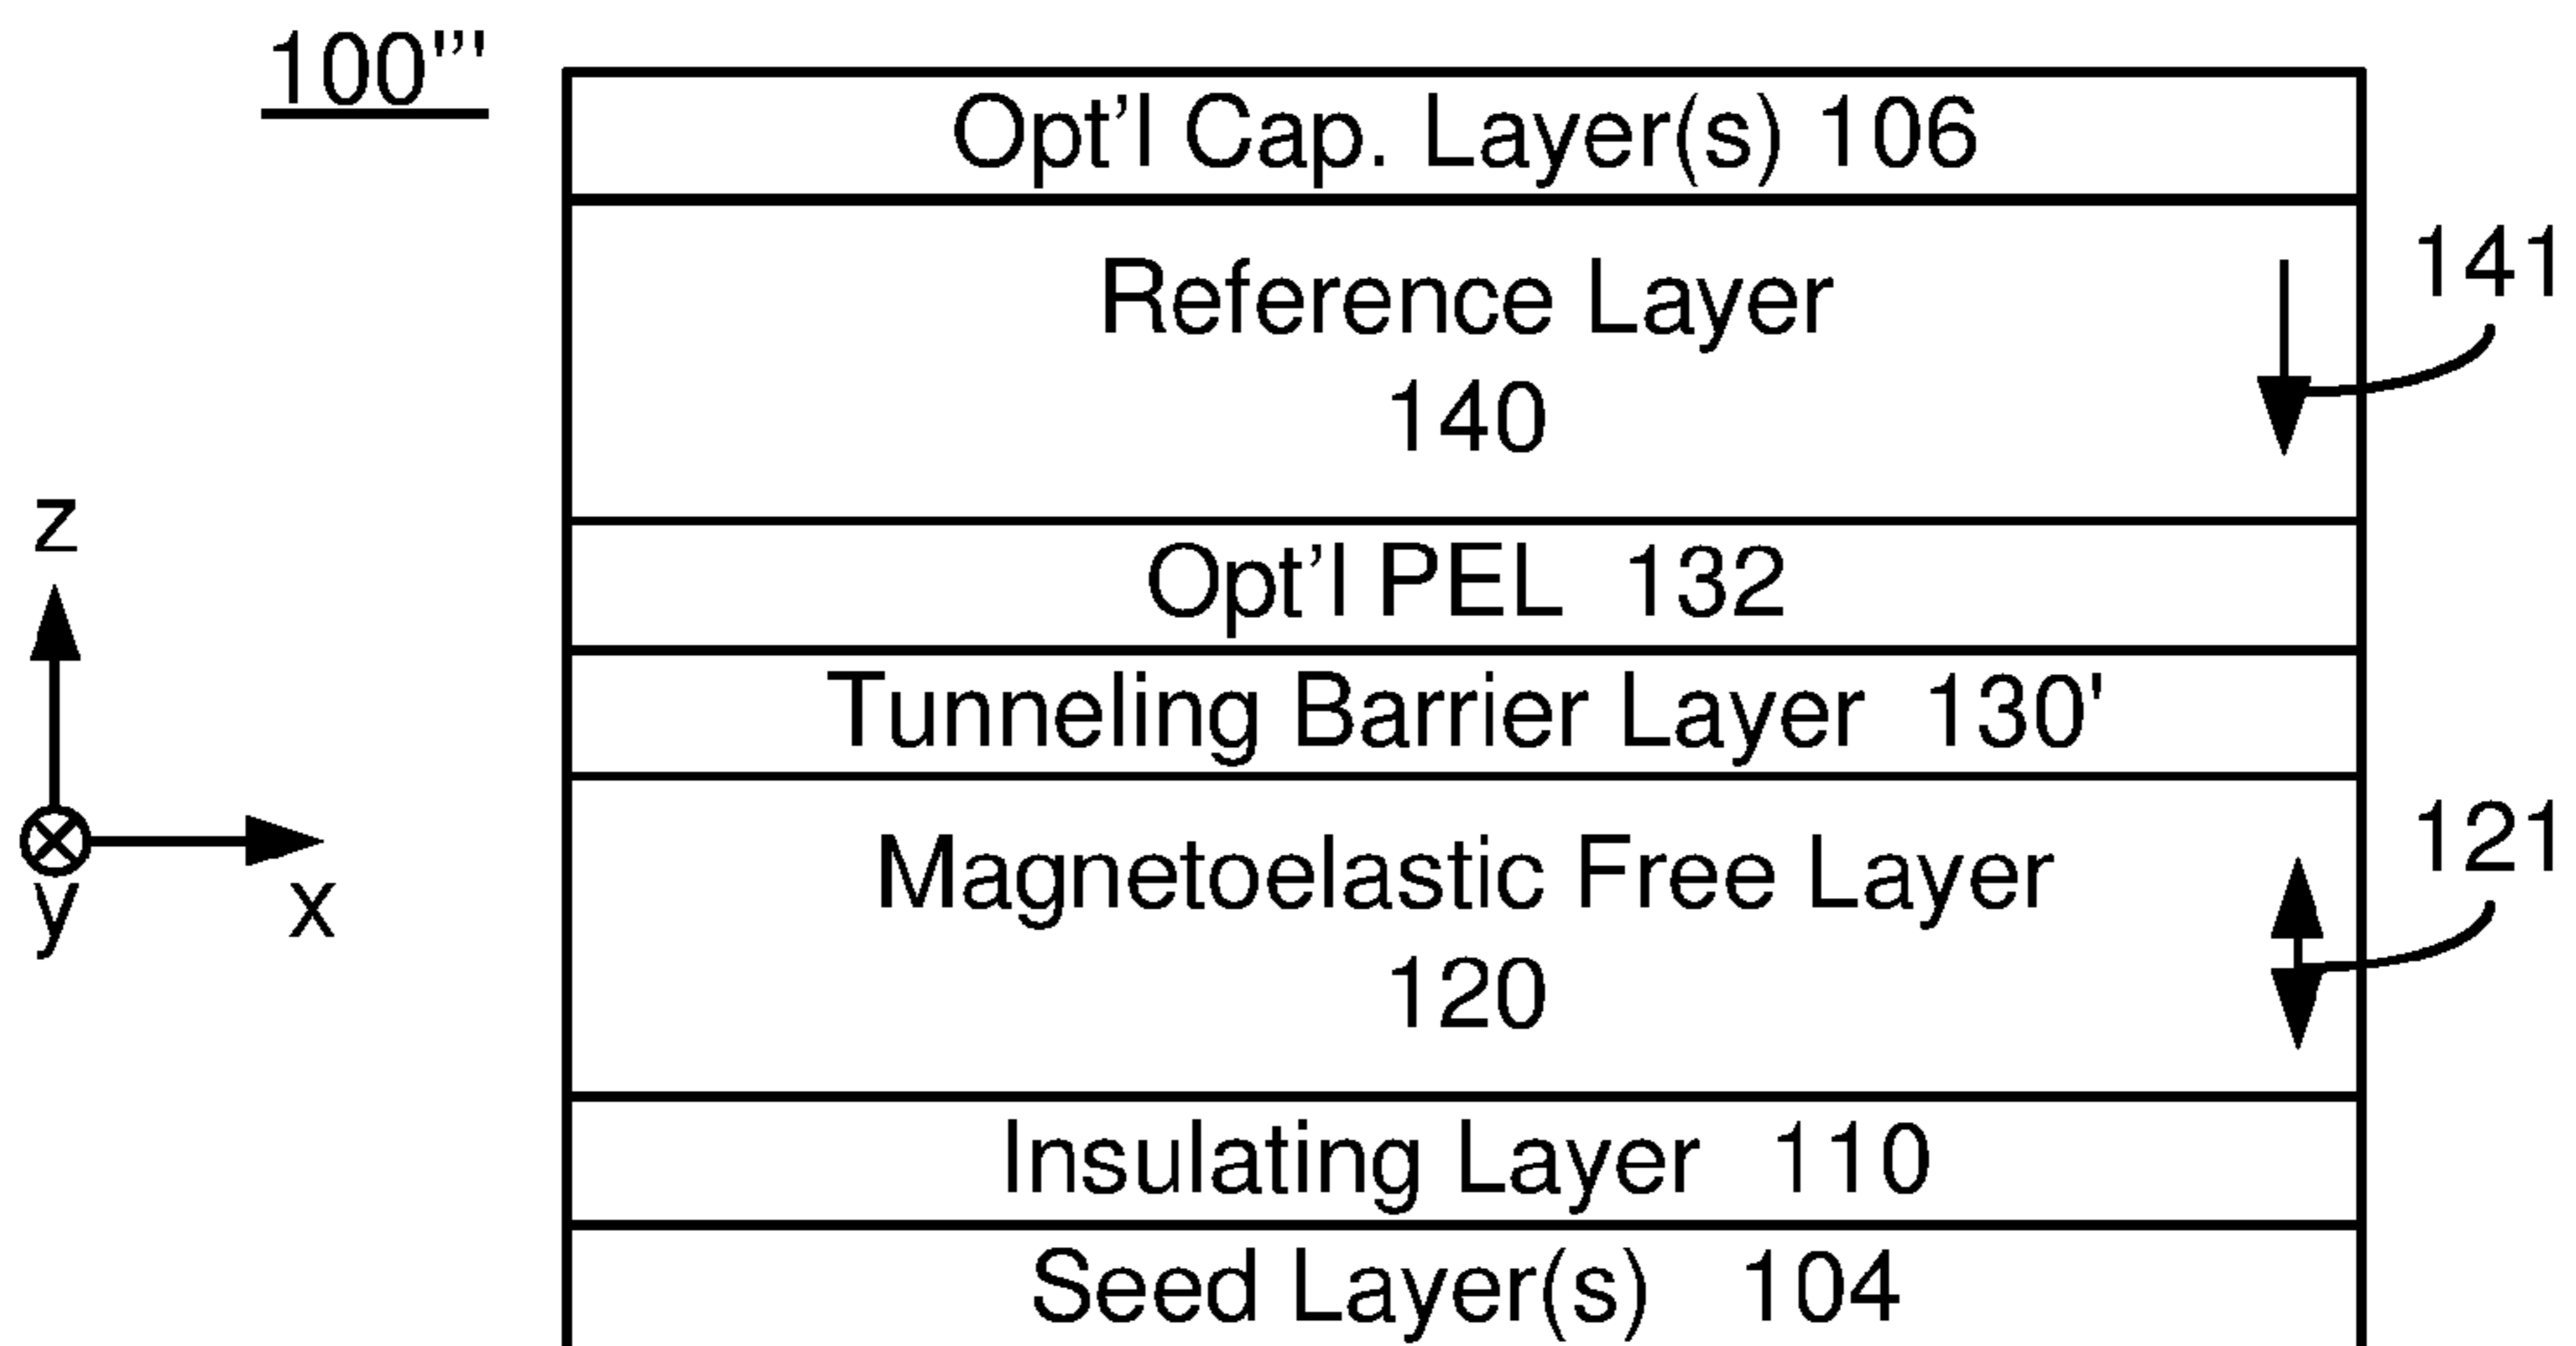 100'''
Opt'l Cap. Layer(s) 106
Reference Layer
140
141
Opt'l PEL 132
Tunneling Barrier Layer 130'
Magnetoelastic Free Layer
120
121
Insulating Layer 110
Seed Layer(s) 104
z
y
x